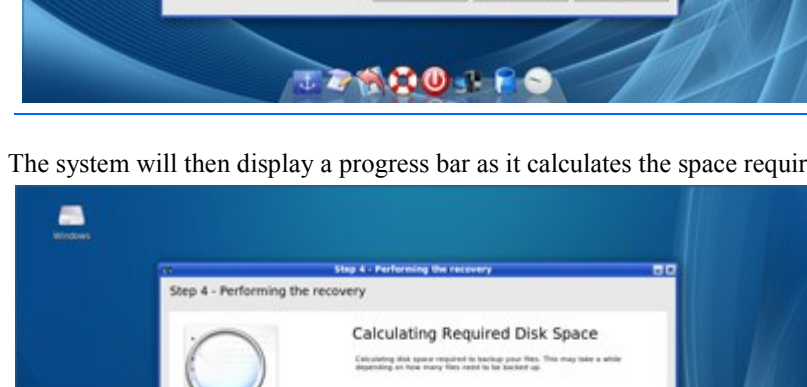 The system will then display a progress bar as it calculates the space requir
Windows
Step 4 - Performing the recovery
Step 4 - Performing the recovery
Calculating Required Disk Space
Calculating disk space required to backup your files. This may take a while
depending on how many files need to be backed up.